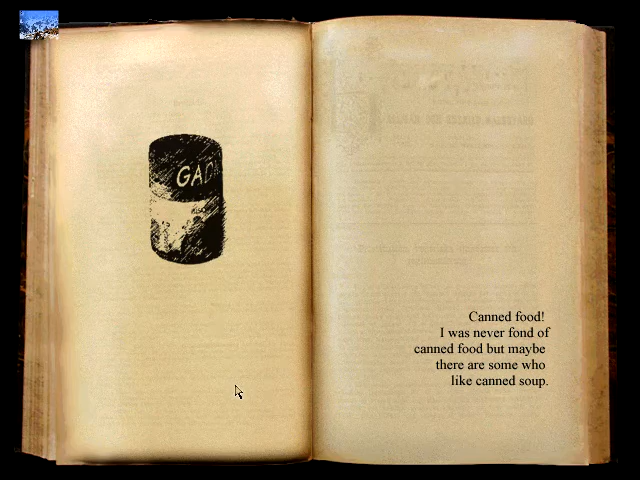 GAD
Canned food!
I was never fond of
canned food but maybe
there are some who
like canned soup.